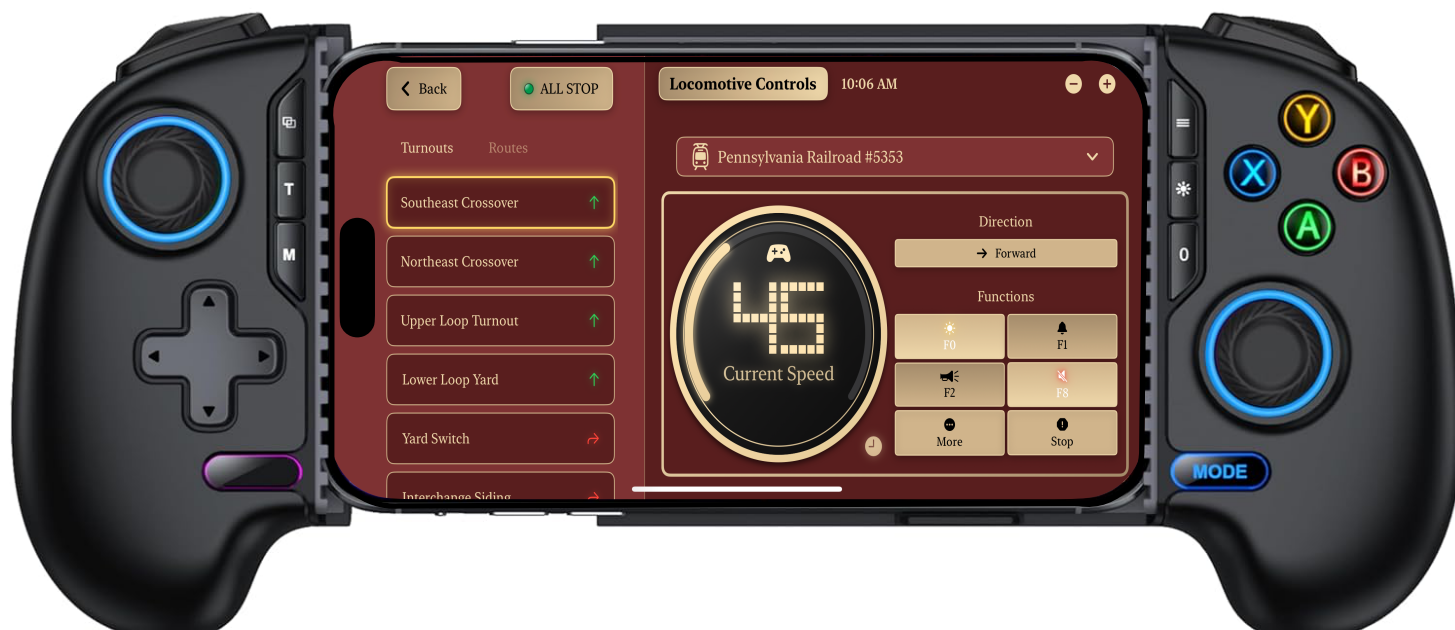 Back
ALL STOP
Locomotive Controls
10:06 AM
Turnouts
Routes
Pennsylvania Railroad #5353
Southeast Crossover
Northeast Crossover
Upper Loop Turnout
Lower Loop Yard
Yard Switch
Interchange Siding
45
Current Speed
Direction
Forward
Functions
F0
F1
F2
F8
More
Stop
T
M
0
Y
X
B
A
MODE